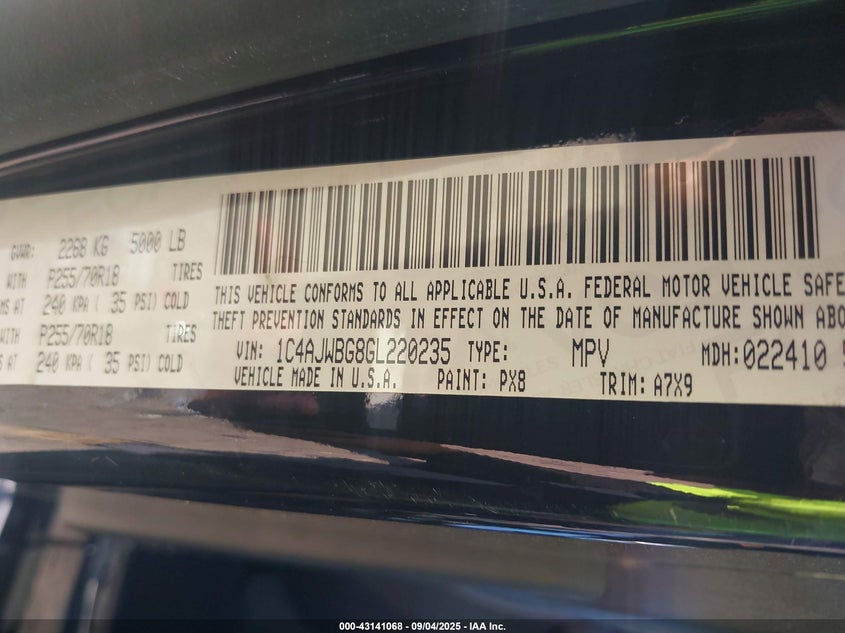 GVWR: 2268 KG 5000 LB
WITH P255/70R18 TIRES
MS AT 240 KPA ( 35 PSI) COLD
WITH P255/70R18 TIRES
S AT 240 KPA ( 35 PSI) COLD
THIS VEHICLE CONFORMS TO ALL APPLICABLE U.S.A. FEDERAL MOTOR VEHICLE SAFE
THEFT PREVENTION STANDARDS IN EFFECT ON THE DATE OF MANUFACTURE SHOWN ABO
VIN: 1C4AJWBG8GL220235 TYPE: MPV MDH:022410 5
VEHICLE MADE IN U.S.A. PAINT: PX8 TRIM: A7X9
000-43141068 - 09/04/2025 - IAA Inc.